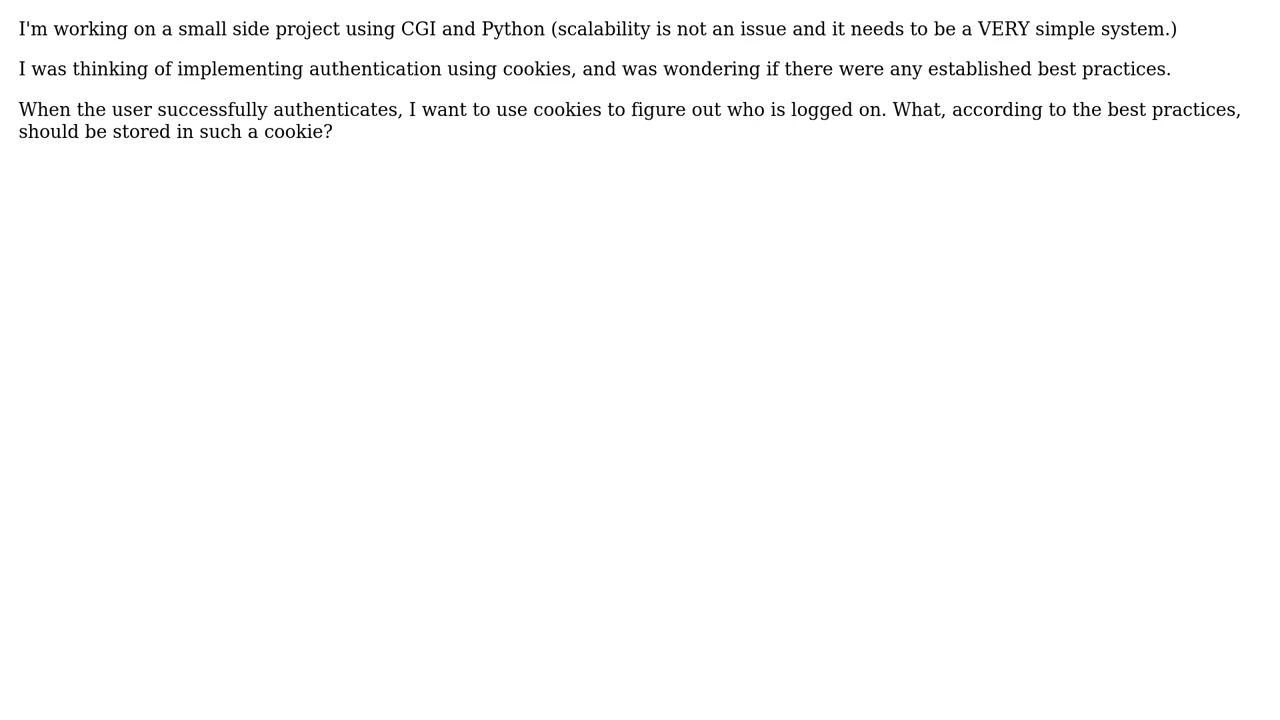 I'm working on a small side project using CGI and Python (scalability is not an issue and it needs to be a VERY simple system.)
I was thinking of implementing authentication using cookies, and was wondering if there were any established best practices.
When the user successfully authenticates, I want to use cookies to figure out who is logged on. What, according to the best practices,
should be stored in such a cookie?